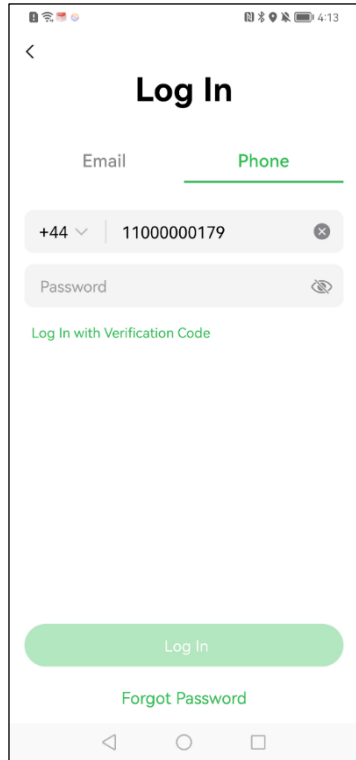 4:13
Log In
Email Phone
+44 11000000179
Password
Log In with Verification Code
Log In
Forgot Password